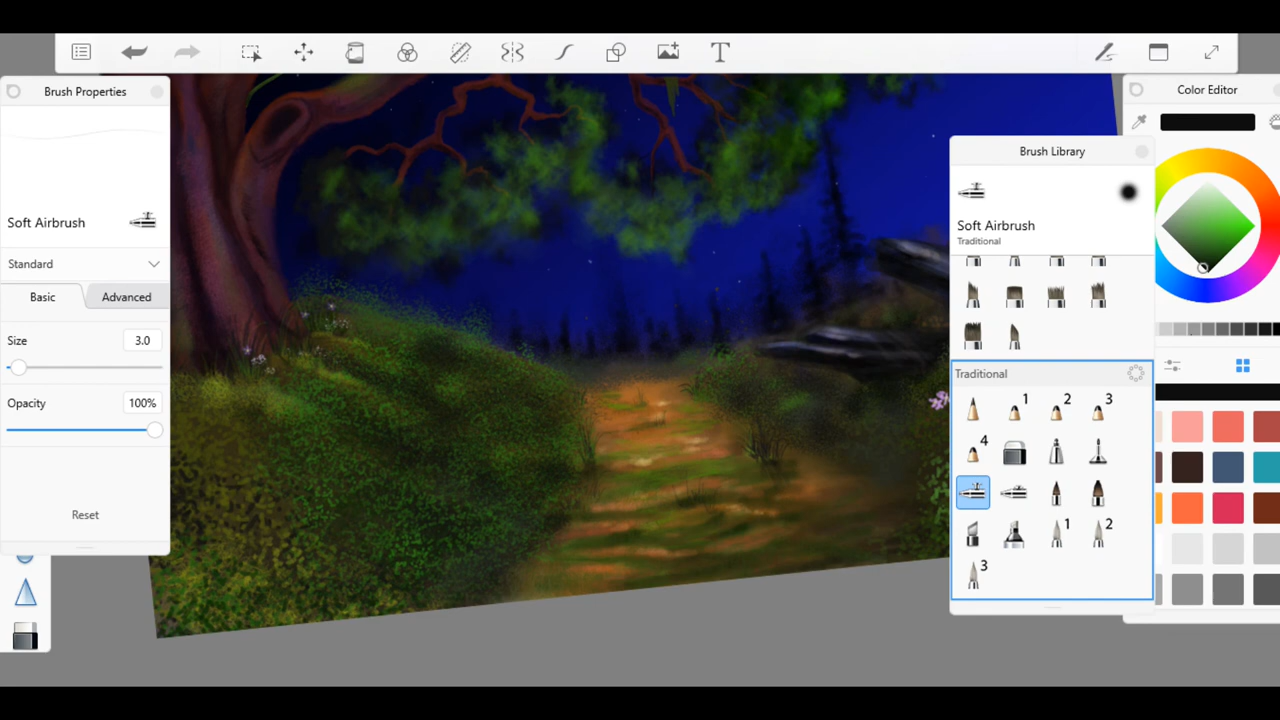 T
Brush Properties
Soft Airbrush
Standard
Basic
Advanced
Size
3.0
Opacity
100%
Reset
Brush Library
Soft Airbrush
Traditional
Traditional
1
2
3
4
1
2
3
Color Editor